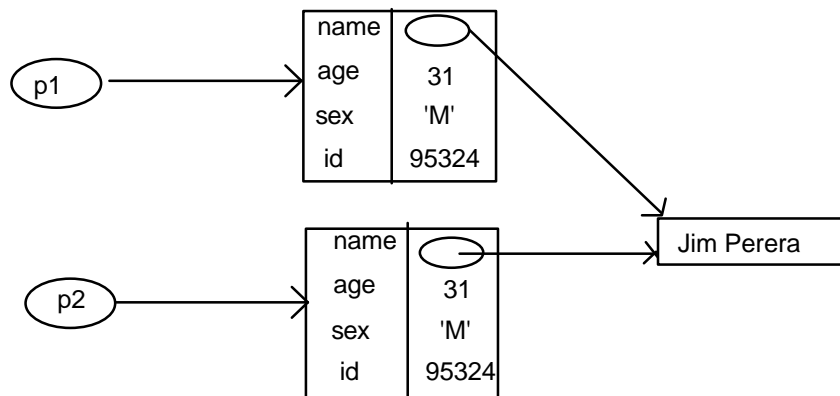 name
p1
age 31
sex 'M'
id 95324
Jim Perera
name
p2
age 31
sex 'M'
id 95324